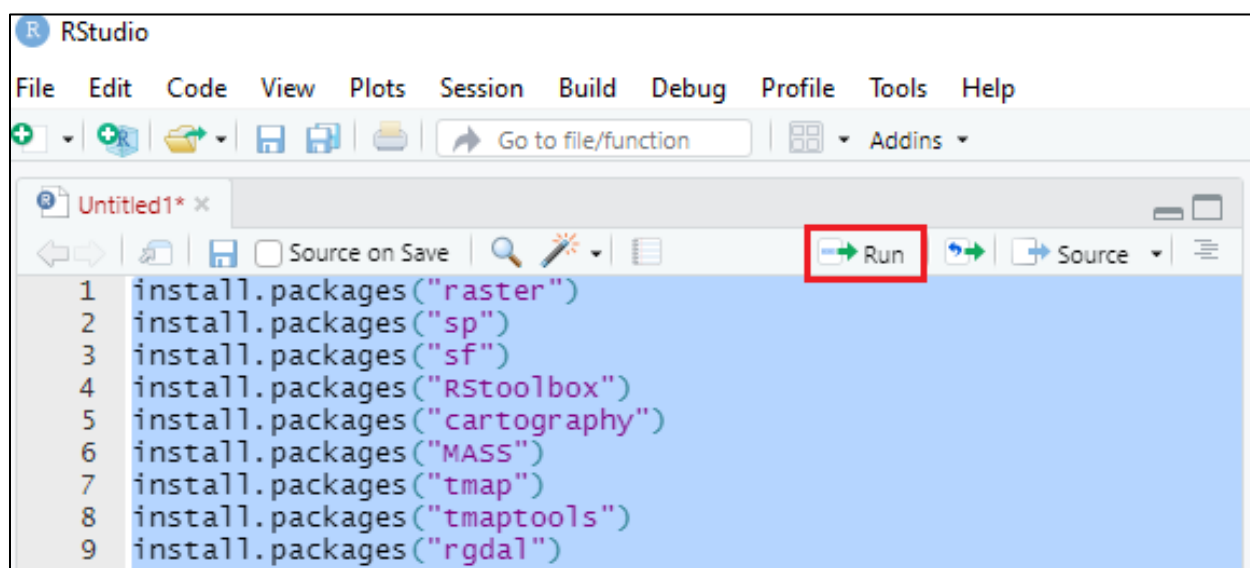 RStudio
File Edit Code View Plots Session Build Debug Profile Tools Help
Go to file/function Addins
Untitled1*
Source on Save Run Source
1 install.packages("raster")
2 install.packages("sp")
3 install.packages("sf")
4 install.packages("RStoolbox")
5 install.packages("cartography")
6 install.packages("MASS")
7 install.packages("tmap")
8 install.packages("tmaptools")
9 install.packages("rgdal")